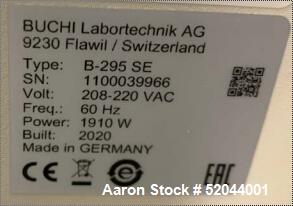 BUCHI Labortechnik AG
9230 Flawil / Switzerland
Type: B-295 SE
SN: 1100039966
Volt: 208-220 VAC
Freq.: 60 Hz
Power: 1910 W
Built: 2020
Made in GERMANY
CE EAC
Aaron Stock # 52044001